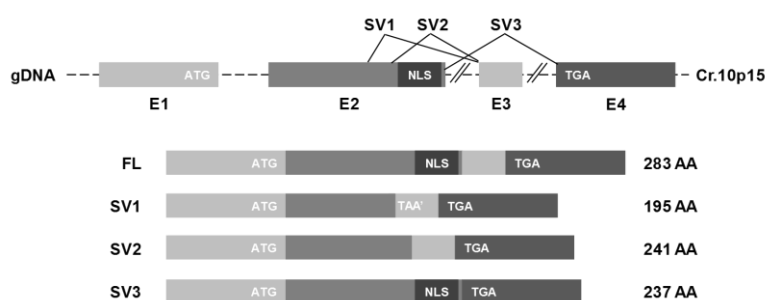 SV1 SV2 SV3
gDNA ATG NLS TGA Cr.10p15
E1 E2 E3 E4
FL ATG NLS TGA 283 AA
SV1 ATG TAA' TGA 195 AA
SV2 ATG TGA 241 AA
SV3 ATG NLS TGA 237 AA